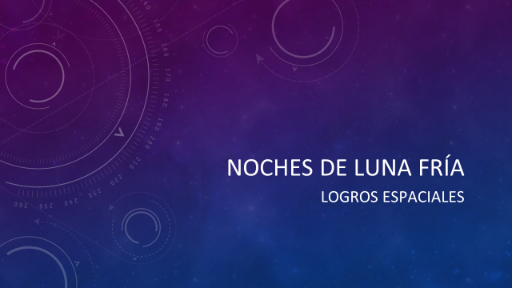 NOCHES DE LUNA FRÍA
LOGROS ESPACIALES